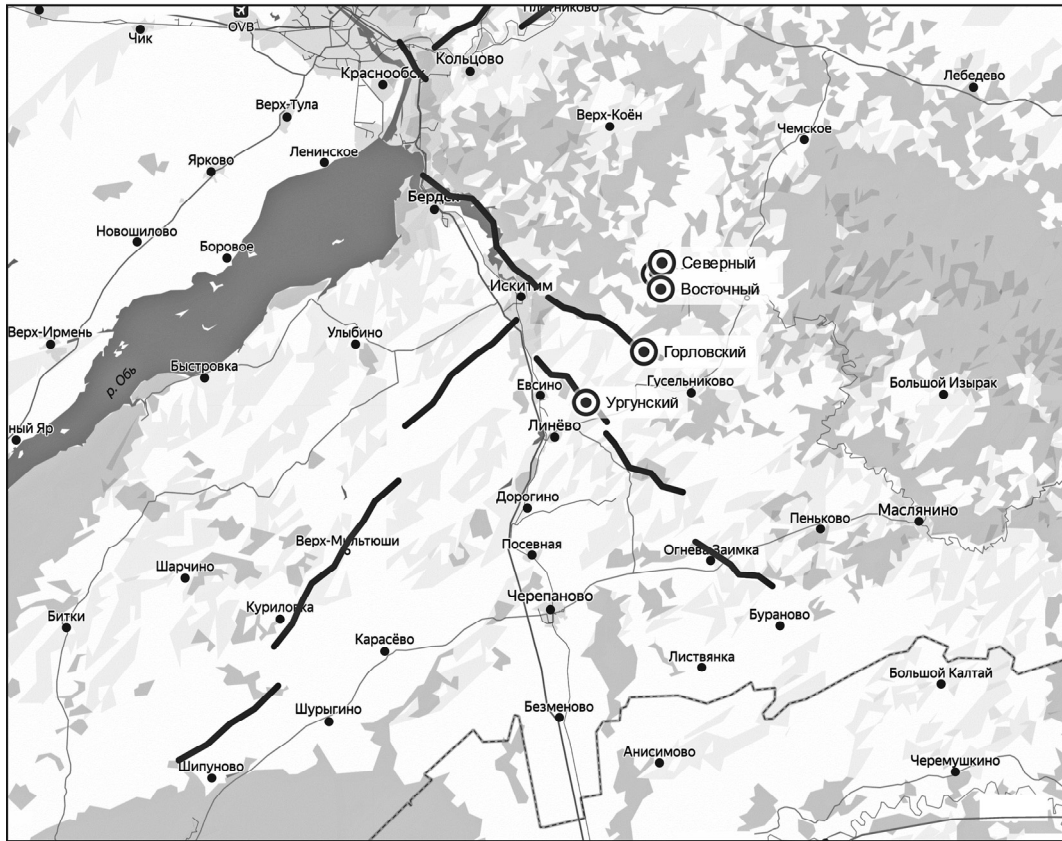 Плотниково
OVB
Чик
Кольцово
Краснообск
Лебедево
Верх-Тула
Верх-Коён
Чемское
Ленинское
Ярково
Бердск
Новошилово
Боровое
Северный
Восточный
Искитим
Верх-Ирмень
Улыбино
Горловский
Быстровка
р. Обь
Евсино
Гусельниково
Большой Изырак
Ургунский
ный Яр
Линёво
Дорогино
Маслянино
Пеньково
Верх-Мильтюши
Посевная
Огнева Заимка
Шарчино
Черепаново
Куриловка
Битки
Бураново
Карасёво
Листвянка
Большой Калтай
Шурыгино
Безменово
Анисимово
Шипуново
Черемушкино